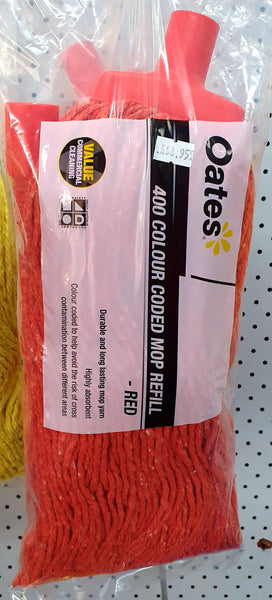 Oates
400 COLOUR CODED MOP REFILL
- RED
Durable and long lasting mop yarn
Highly absorbent
Colour coded to help avoid the risk of cross
contamination between different areas
VALUE
COMMERCIAL
CLEANING